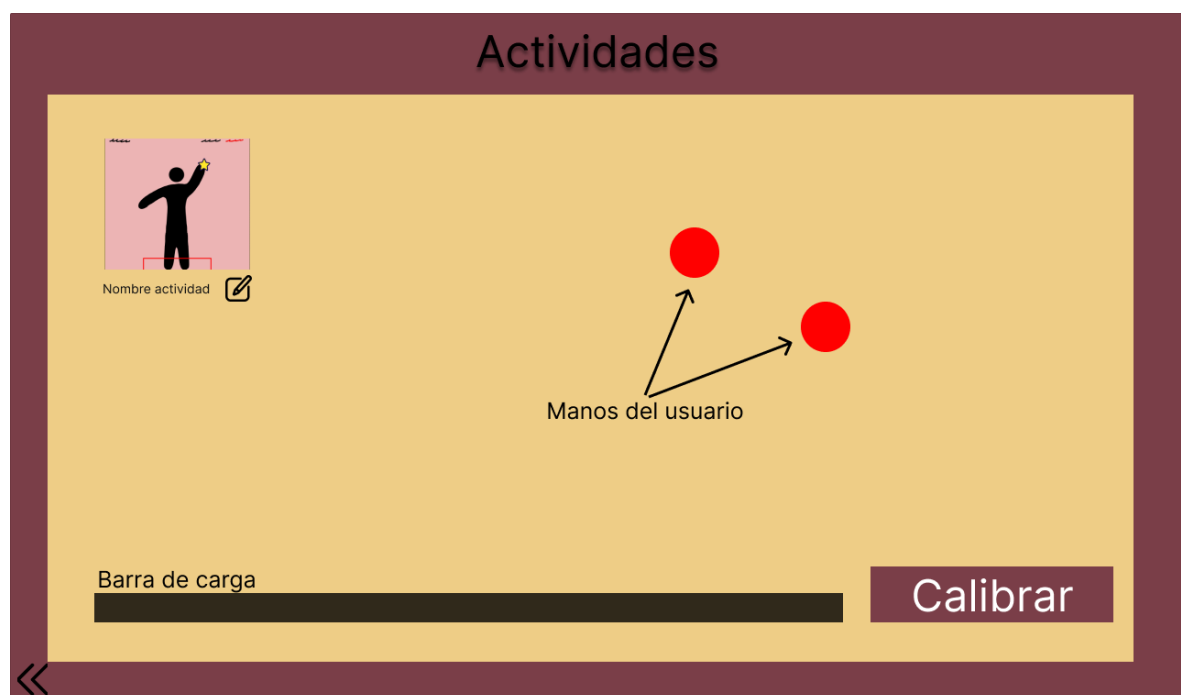 Actividades
Nombre actividad
Manos del usuario
Barra de carga
Calibrar